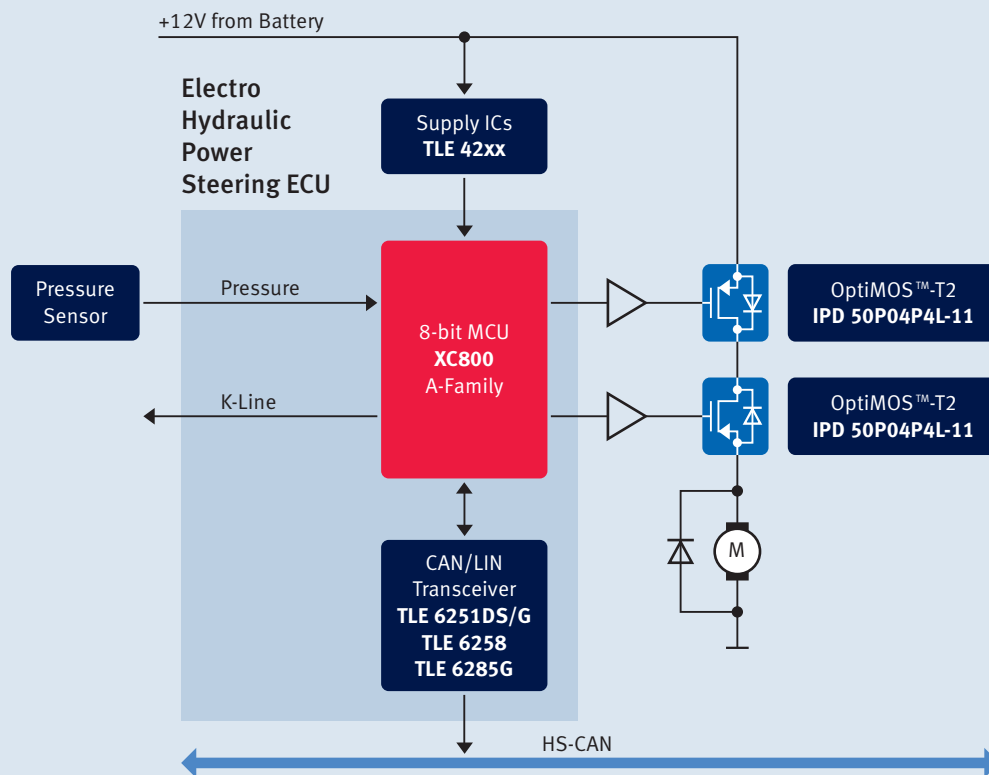 +12V from Battery
Electro
Hydraulic
Power
Steering ECU
Supply ICs
TLE 42xx
Pressure
Sensor
Pressure
8-bit MCU
XC800
A-Family
K-Line
OptiMOS™-T2
IPD 50P04P4L-11
OptiMOS™-T2
IPD 50P04P4L-11
M
CAN/LIN
Transceiver
TLE 6251DS/G
TLE 6258
TLE 6285G
HS-CAN